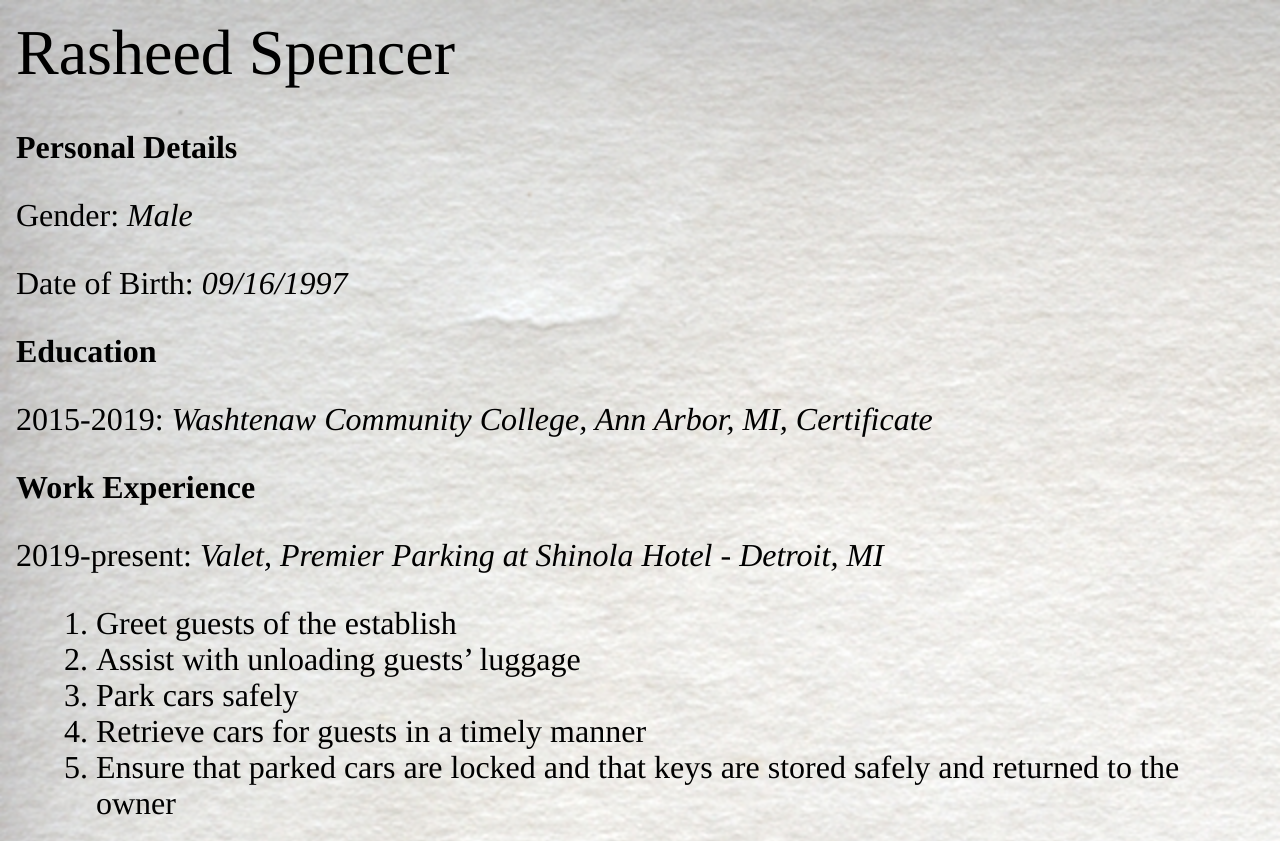 Rasheed Spencer
Personal Details
Gender: Male
Date of Birth: 09/16/1997
Education
2015-2019: Washtenaw Community College, Ann Arbor, MI, Certificate
Work Experience
2019-present: Valet, Premier Parking at Shinola Hotel - Detroit, MI
1. Greet guests of the establish
2. Assist with unloading guests’ luggage
3. Park cars safely
4. Retrieve cars for guests in a timely manner
5. Ensure that parked cars are locked and that keys are stored safely and returned to the
owner